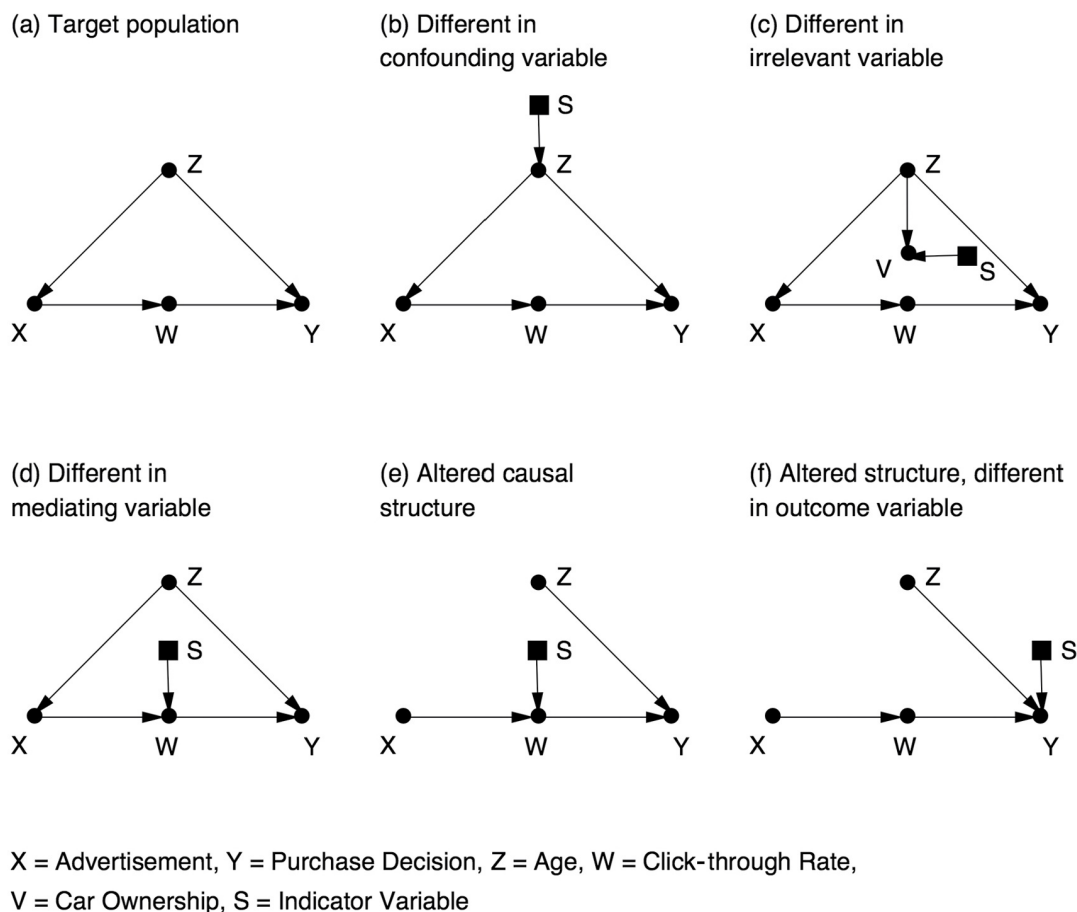 (a) Target population
(b) Different in
confounding variable
(c) Different in
irrelevant variable
Z
X
W
Y
S
Z
X
W
Y
Z
V
S
X
W
Y
(d) Different in
mediating variable
(e) Altered causal
structure
(f) Altered structure, different
in outcome variable
Z
S
X
W
Y
Z
S
X
W
Y
Z
S
X
W
Y
X = Advertisement, Y = Purchase Decision, Z = Age, W = Click-through Rate,
V = Car Ownership, S = Indicator Variable